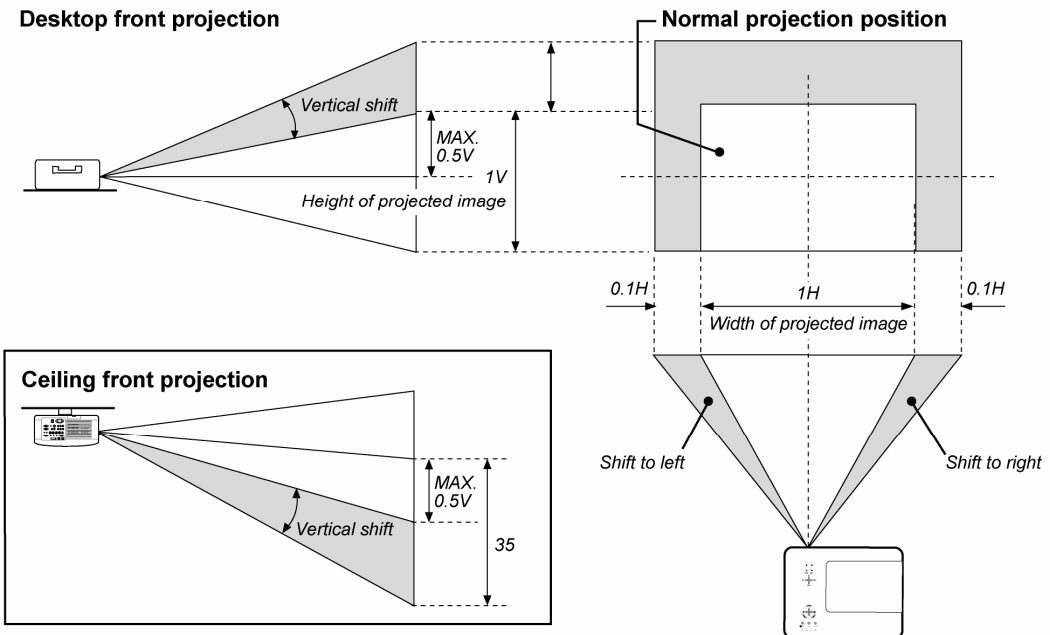 Desktop front projection
Normal projection position
Vertical shift
MAX.
0.5V
1V
Height of projected image
0.1H
1H
0.1H
Width of projected image
Shift to left
Shift to right
Ceiling front projection
MAX.
0.5V
Vertical shift
35